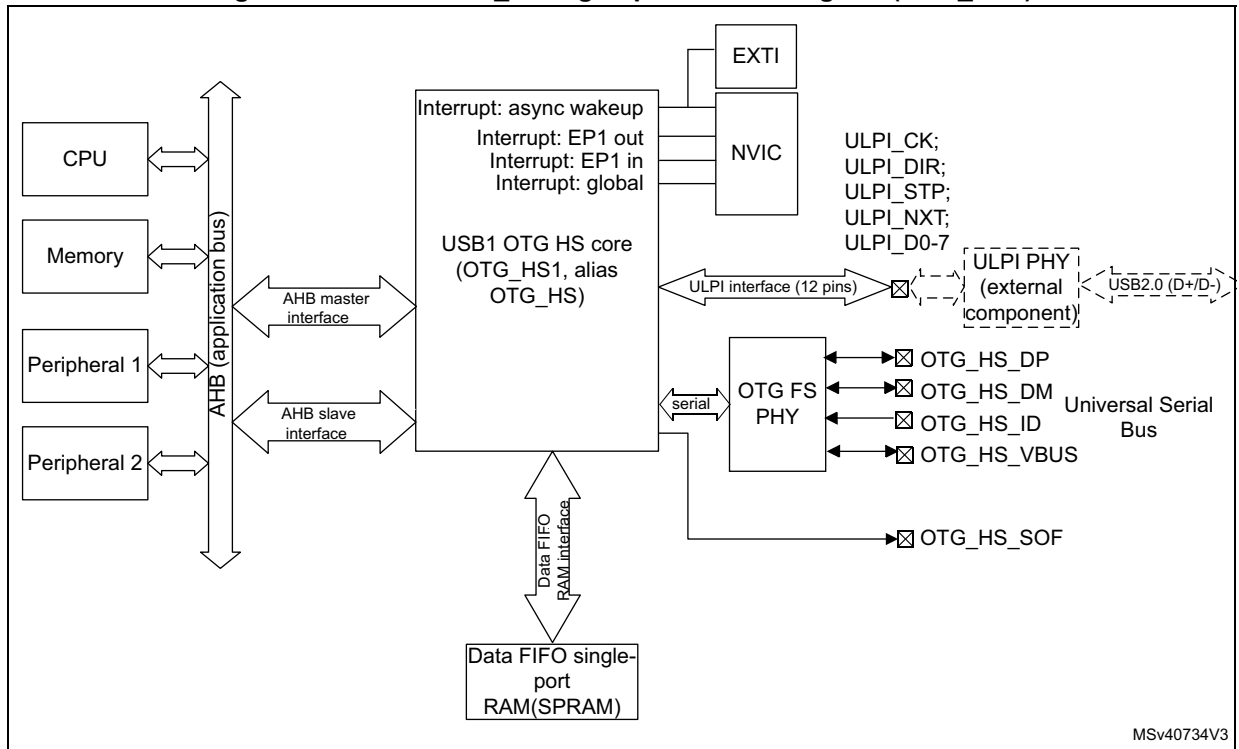 EXTI
Interrupt: async wakeup
Interrupt: EP1 out
Interrupt: EP1 in
Interrupt: global
NVIC
CPU
Memory
Peripheral 1
Peripheral 2
AHB (application bus)
AHB master
interface
AHB slave
interface
USB1 OTG HS core
(OTG_HS1, alias
OTG_HS)
ULPI_CK;
ULPI_DIR;
ULPI_STP;
ULPI_NXT;
ULPI_D0-7
ULPI interface (12 pins)
ULPI PHY
(external
component)
USB2.0 (D+/D-)
serial
OTG FS
PHY
OTG_HS_DP
OTG_HS_DM
OTG_HS_ID
OTG_HS_VBUS
Universal Serial
Bus
OTG_HS_SOF
Data FIFO
RAM interface
Data FIFO single-
port
RAM(SPRAM)
MSv40734V3